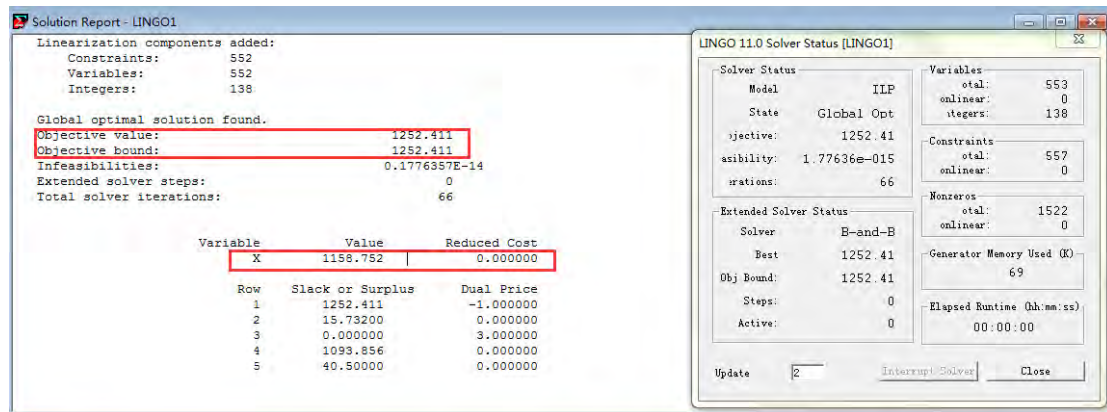 Solution Report - LINGO1
Linearization components added:
Constraints: 552
Variables: 552
Integers: 138
Global optimal solution found.
Objective value: 1252.411
Objective bound: 1252.411
Infeasibilities: 0.1776357E-14
Extended solver steps: 0
Total solver iterations: 66
Variable Value Reduced Cost
X 1158.752 0.000000
Row Slack or Surplus Dual Price
1 1252.411 -1.000000
2 15.73200 0.000000
3 0.000000 3.000000
4 1093.856 0.000000
5 40.50000 0.000000
LINGO 11.0 Solver Status [LINGO1]
Solver Status
Model ILP
State Global Opt
jective: 1252.41
asibility: 1.77636e-015
erations: 66
Extended Solver Status
Solver B-and-B
Best 1252.41
Obj Bound: 1252.41
Steps: 0
Active: 0
Update 2
Variables
otal: 553
onlinear: 0
itegers: 138
Constraints
otal: 557
onlinear: 0
Nonzeros
otal: 1522
onlinear: 0
Generator Memory Used (K)
69
Elapsed Runtime (hh:mm:ss)
00:00:00
Interrupt Solver
Close